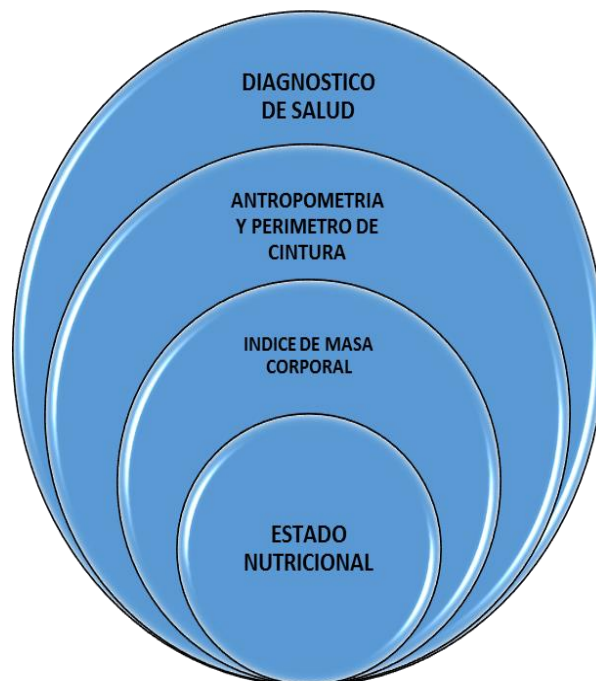 DIAGNOSTICO
DE SALUD
ANTROPOMETRIA
Y PERIMETRO DE
CINTURA
INDICE DE MASA
CORPORAL
ESTADO
NUTRICIONAL